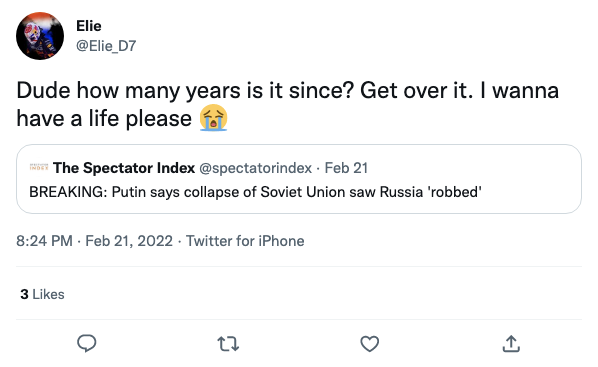 Elie
@Elie_D7
Dude how many years is it since? Get over it. I wanna
have a life please 😭
The Spectator Index @spectatorindex · Feb 21
BREAKING: Putin says collapse of Soviet Union saw Russia 'robbed'
8:24 PM · Feb 21, 2022 · Twitter for iPhone
3 Likes